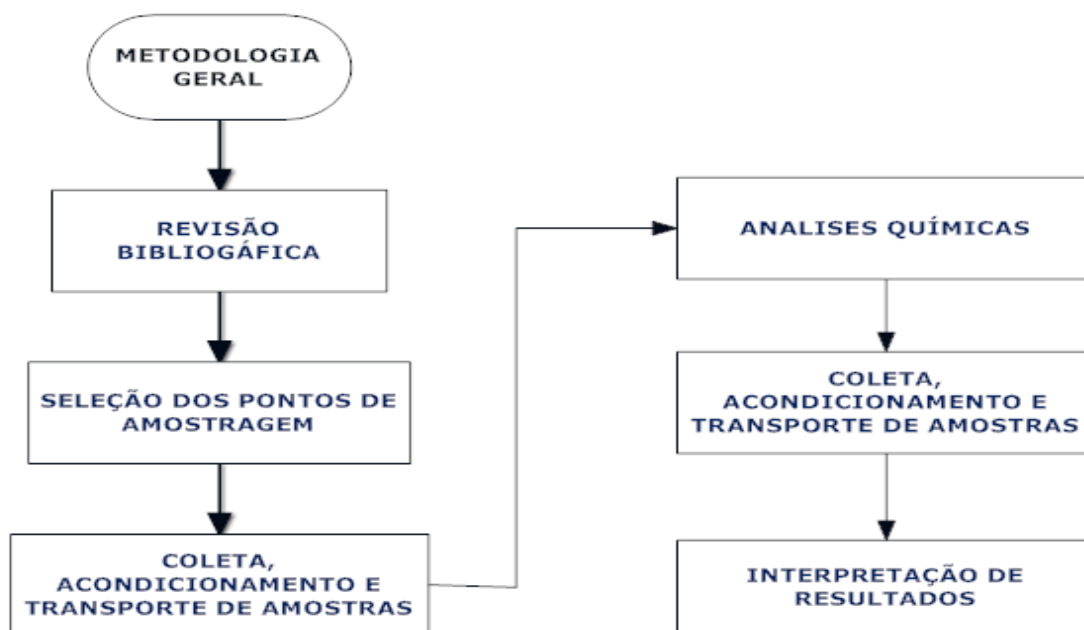 METODOLOGIA
GERAL
REVISÃO
BIBLIOGÁFICA
SELEÇÃO DOS PONTOS DE
AMOSTRAGEM
COLETA,
ACONDICIONAMENTO E
TRANSPORTE DE AMOSTRAS
ANALISES QUÍMICAS
COLETA,
ACONDICIONAMENTO E
TRANSPORTE DE AMOSTRAS
INTERPRETAÇÃO DE
RESULTADOS